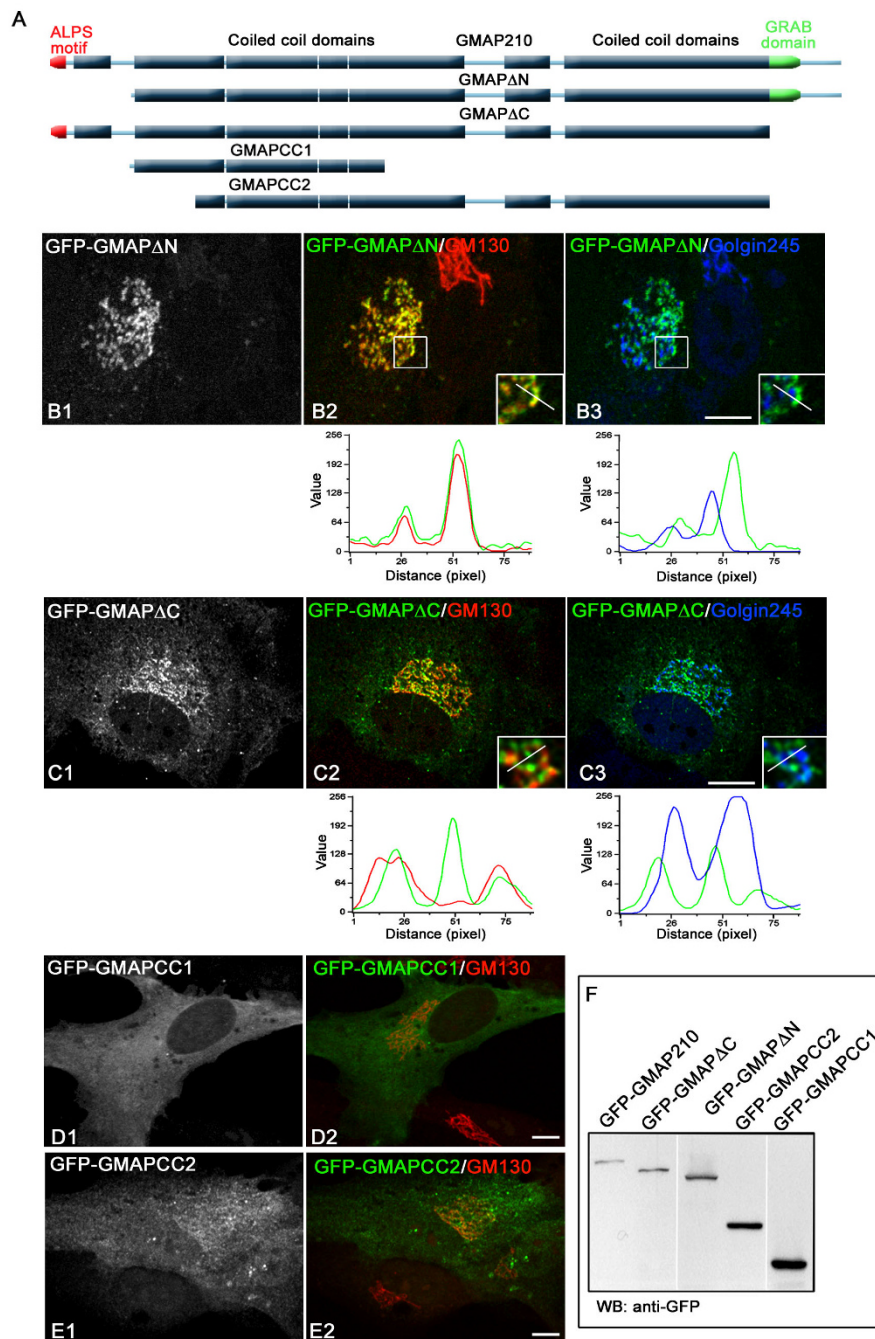 A
ALPS motif
Coiled coil domains
GMAP210
Coiled coil domains
GRAB domain
GMAPΔN
GMAPΔC
GMAPCC1
GMAPCC2
GFP-GMAPΔN
GFP-GMAPΔN/GM130
GFP-GMAPΔN/Golgin245
B1
B2
B3
256
192
128
64
0
Value
1 26 51 75
Distance (pixel)
256
192
128
64
0
Value
1 26 51 75
Distance (pixel)
GFP-GMAPΔC
GFP-GMAPΔC/GM130
GFP-GMAPΔC/Golgin245
C1
C2
C3
256
192
128
64
0
Value
1 26 51 75
Distance (pixel)
256
192
128
64
0
Value
1 26 51 75
Distance (pixel)
GFP-GMAPCC1
GFP-GMAPCC1/GM130
D1
D2
GFP-GMAPCC2
GFP-GMAPCC2/GM130
E1
E2
F
GFP-GMAP210
GFP-GMAPΔC
GFP-GMAPΔN
GFP-GMAPCC2
GFP-GMAPCC1
WB: anti-GFP